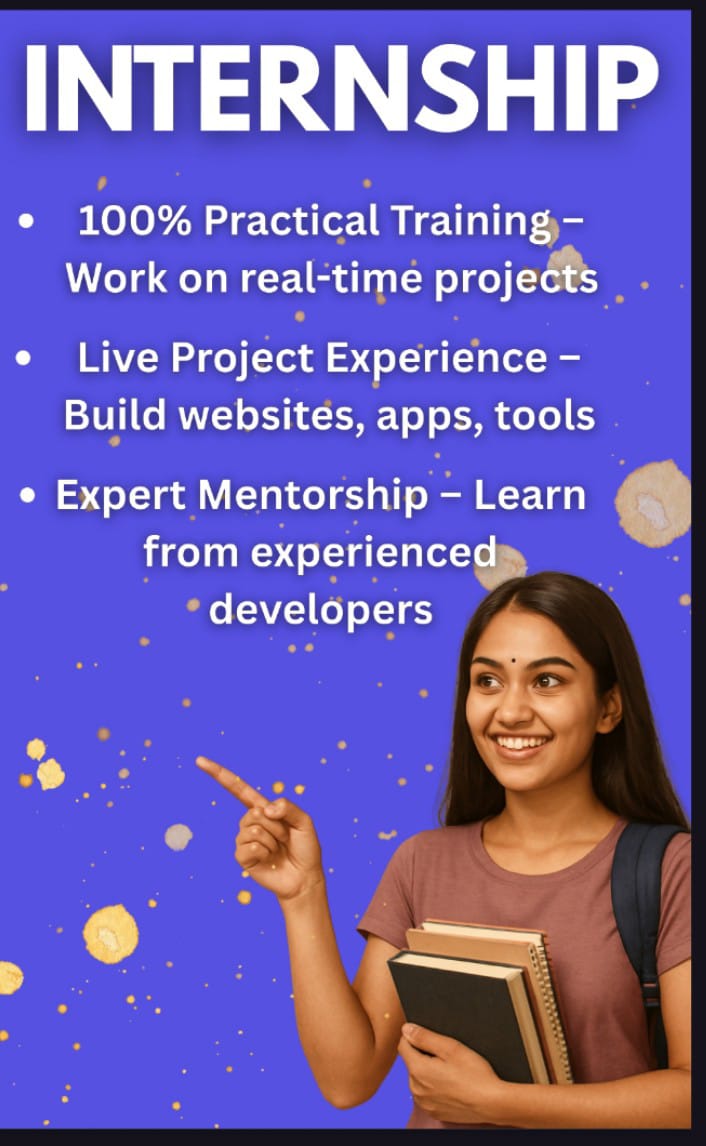 INTERNSHIP
• 100% Practical Training –
Work on real-time projects
• Live Project Experience –
Build websites, apps, tools
• Expert Mentorship – Learn
from experienced
developers